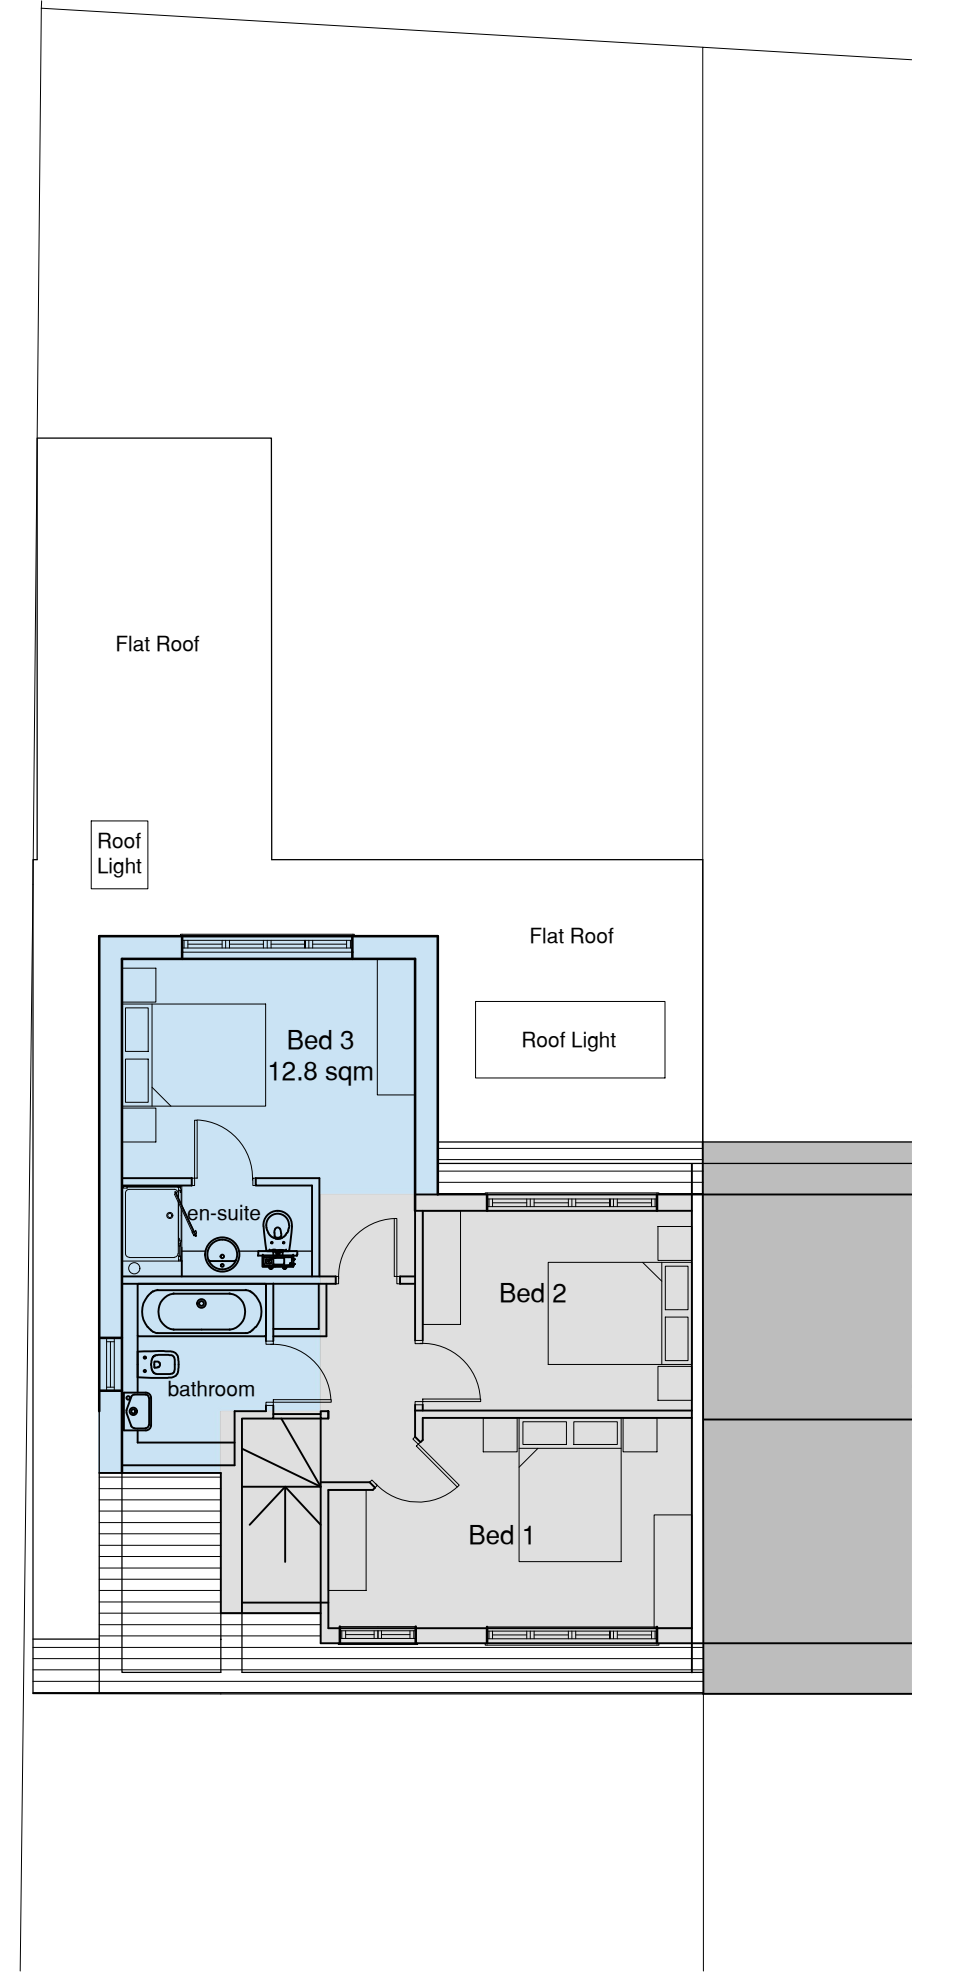 Flat Roof
Roof
Light
Flat Roof
Roof Light
Bed 3
12.8 sqm
en-suite
Bed 2
bathroom
Bed 1